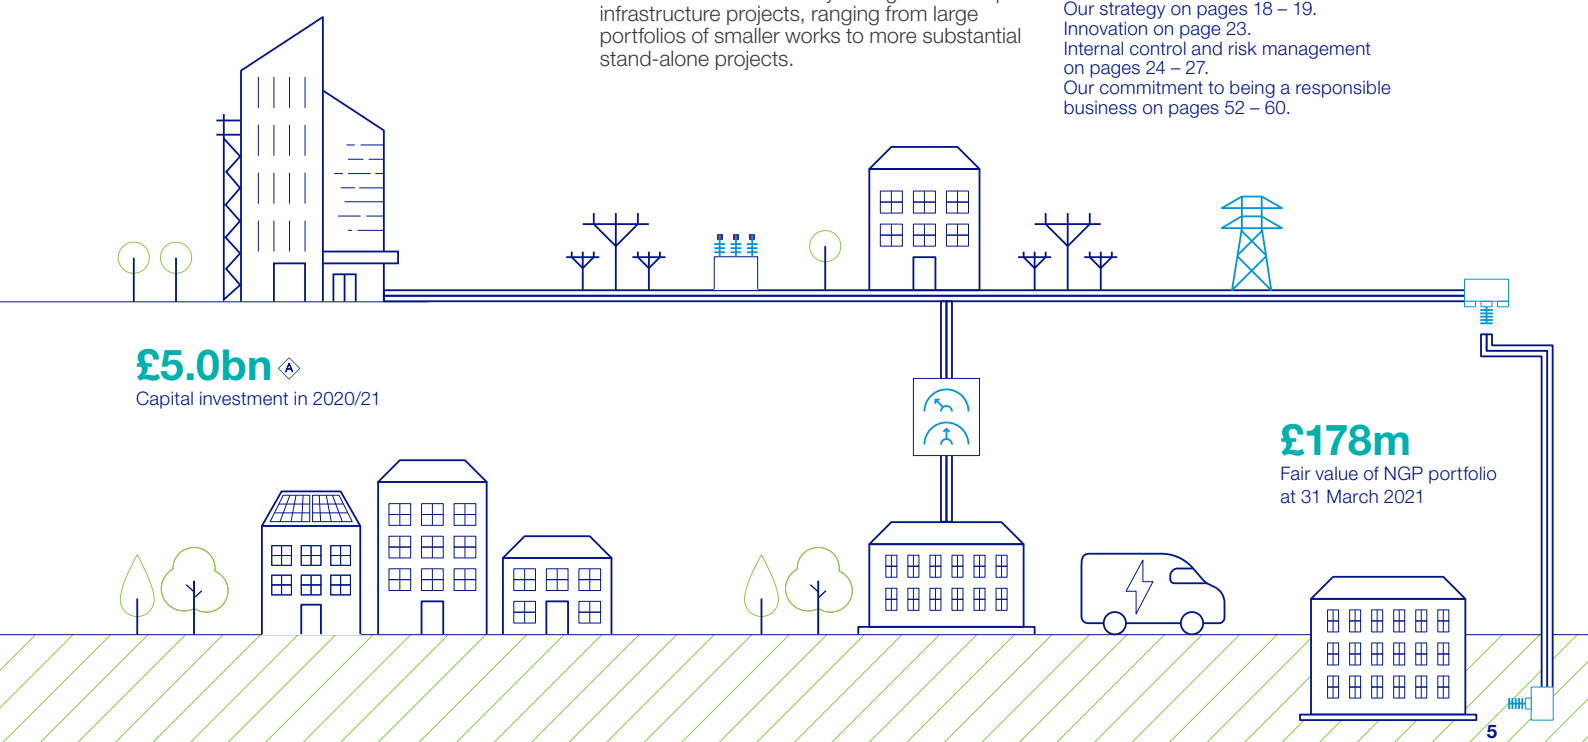 infrastructure projects, ranging from large
portfolios of smaller works to more substantial
stand-alone projects.
Our strategy on pages 18 – 19.
Innovation on page 23.
Internal control and risk management
on pages 24 – 27.
Our commitment to being a responsible
business on pages 52 – 60.
£5.0bn A
Capital investment in 2020/21
£178m
Fair value of NGP portfolio
at 31 March 2021
5